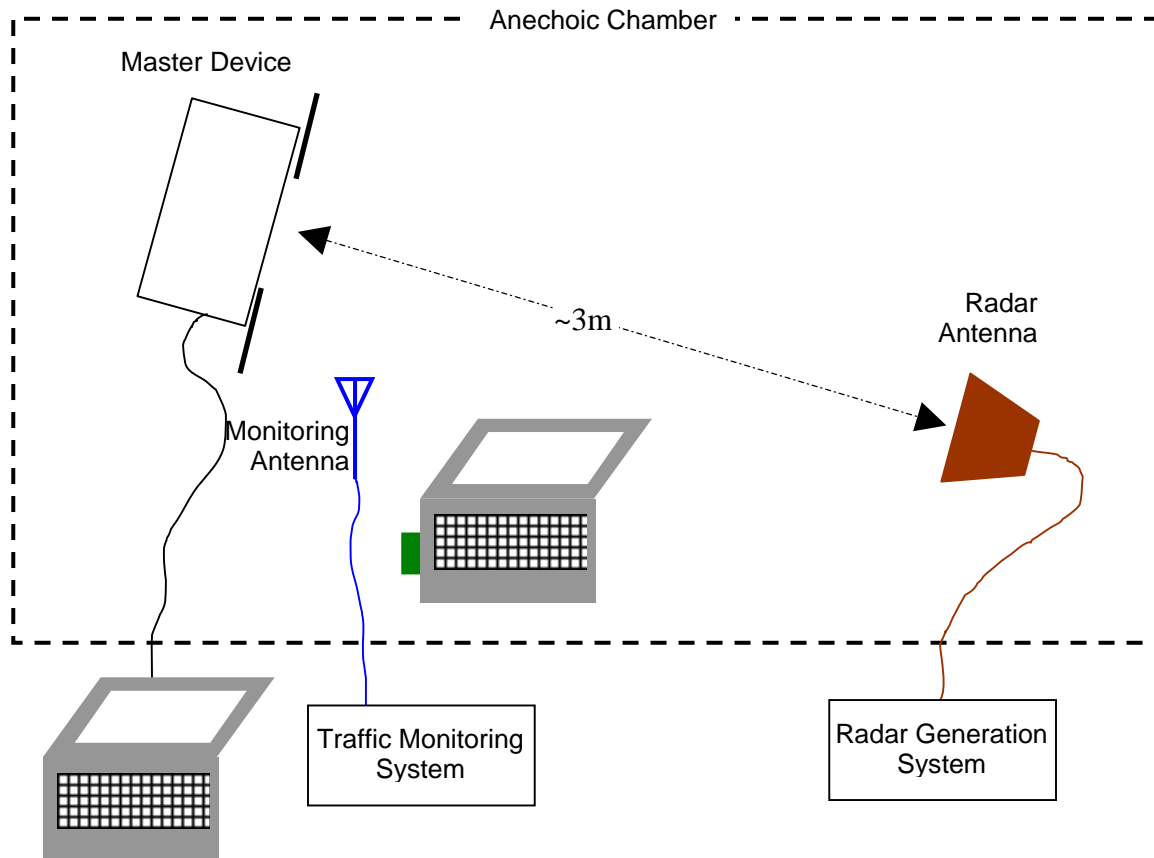 Anechoic Chamber
Master Device
~3m
Radar
Antenna
Monitoring
Antenna
Traffic Monitoring
System
Radar Generation
System